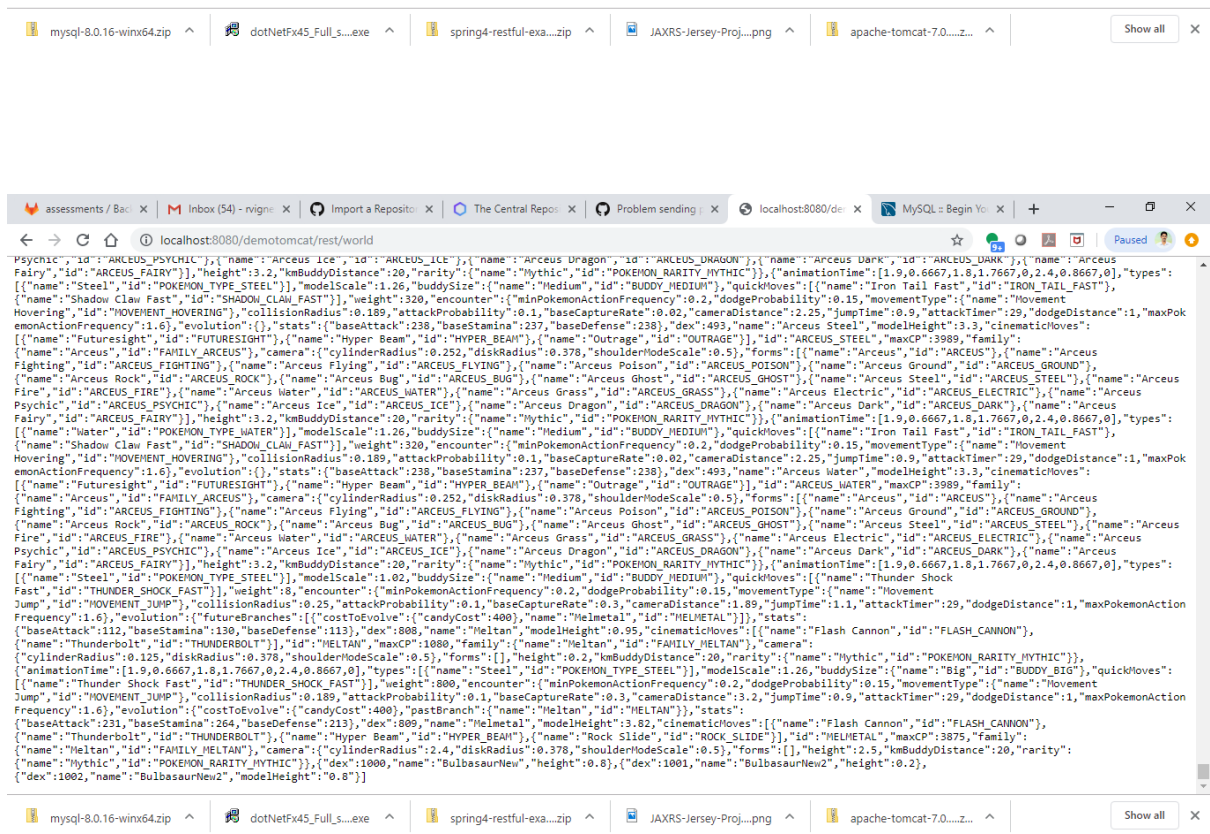 mysql-8.0.16-winx64.zip dotNetFx45_Full_s....exe spring4-restful-exa....zip JAXRS-Jersey-Proj....png apache-tomcat-7.0.....z... Show all
assessments / Bac Inbox (54) - rvigne Import a Reposito The Central Repos Problem sending p localhost:8080/de MySQL :: Begin Yo
localhost:8080/demotomcat/rest/world 9+ Paused
Psychic","id":"ARCEUS_PSYCHIC"},{"name":"Arceus Ice","id":"ARCEUS_ICE"},{"name":"Arceus Dragon","id":"ARCEUS_DRAGON"},{"name":"Arceus Dark","id":"ARCEUS_DARK"},{"name":"Arceus
Fairy","id":"ARCEUS_FAIRY"}],"height":3.2,"kmBuddyDistance":20,"rarity":{"name":"Mythic","id":"POKEMON_RARITY_MYTHIC"}},{"animationTime":[1.9,0.6667,1.8,1.7667,0,2.4,0.8667,0],"types":
[{"name":"Steel","id":"POKEMON_TYPE_STEEL"}],"modelScale":1.26,"buddySize":{"name":"Medium","id":"BUDDY_MEDIUM"},"quickMoves":[{"name":"Iron Tail Fast","id":"IRON_TAIL_FAST"},
{"name":"Shadow Claw Fast","id":"SHADOW_CLAW_FAST"}],"weight":320,"encounter":{"minPokemonActionFrequency":0.2,"dodgeProbability":0.15,"movementType":{"name":"Movement
Hovering","id":"MOVEMENT_HOVERING"},"collisionRadius":0.189,"attackProbability":0.1,"baseCaptureRate":0.02,"cameraDistance":2.25,"jumpTime":0.9,"attackTimer":29,"dodgeDistance":1,"maxPok
emonActionFrequency":1.6},"evolution":{},"stats":{"baseAttack":238,"baseStamina":237,"baseDefense":238},"dex":493,"name":"Arceus Steel","modelHeight":3.3,"cinematicMoves":
[{"name":"Futuresight","id":"FUTURESIGHT"},{"name":"Hyper Beam","id":"HYPER_BEAM"},{"name":"Outrage","id":"OUTRAGE"}],"id":"ARCEUS_STEEL","maxCP":3989,"family":
{"name":"Arceus","id":"FAMILY_ARCEUS"},"camera":{"cylinderRadius":0.252,"diskRadius":0.378,"shoulderModeScale":0.5},"forms":[{"name":"Arceus","id":"ARCEUS"},{"name":"Arceus
Fighting","id":"ARCEUS_FIGHTING"},{"name":"Arceus Flying","id":"ARCEUS_FLYING"},{"name":"Arceus Poison","id":"ARCEUS_POISON"},{"name":"Arceus Ground","id":"ARCEUS_GROUND"},
{"name":"Arceus Rock","id":"ARCEUS_ROCK"},{"name":"Arceus Bug","id":"ARCEUS_BUG"},{"name":"Arceus Ghost","id":"ARCEUS_GHOST"},{"name":"Arceus Steel","id":"ARCEUS_STEEL"},{"name":"Arceus
Fire","id":"ARCEUS_FIRE"},{"name":"Arceus Water","id":"ARCEUS_WATER"},{"name":"Arceus Grass","id":"ARCEUS_GRASS"},{"name":"Arceus Electric","id":"ARCEUS_ELECTRIC"},{"name":"Arceus
Psychic","id":"ARCEUS_PSYCHIC"},{"name":"Arceus Ice","id":"ARCEUS_ICE"},{"name":"Arceus Dragon","id":"ARCEUS_DRAGON"},{"name":"Arceus Dark","id":"ARCEUS_DARK"},{"name":"Arceus
Fairy","id":"ARCEUS_FAIRY"}],"height":3.2,"kmBuddyDistance":20,"rarity":{"name":"Mythic","id":"POKEMON_RARITY_MYTHIC"}},{"animationTime":[1.9,0.6667,1.8,1.7667,0,2.4,0.8667,0],"types":
[{"name":"Water","id":"POKEMON_TYPE_WATER"}],"modelScale":1.26,"buddySize":{"name":"Medium","id":"BUDDY_MEDIUM"},"quickMoves":[{"name":"Iron Tail Fast","id":"IRON_TAIL_FAST"},
{"name":"Shadow Claw Fast","id":"SHADOW_CLAW_FAST"}],"weight":320,"encounter":{"minPokemonActionFrequency":0.2,"dodgeProbability":0.15,"movementType":{"name":"Movement
Hovering","id":"MOVEMENT_HOVERING"},"collisionRadius":0.189,"attackProbability":0.1,"baseCaptureRate":0.02,"cameraDistance":2.25,"jumpTime":0.9,"attackTimer":29,"dodgeDistance":1,"maxPok
emonActionFrequency":1.6},"evolution":{},"stats":{"baseAttack":238,"baseStamina":237,"baseDefense":238},"dex":493,"name":"Arceus Water","modelHeight":3.3,"cinematicMoves":
[{"name":"Futuresight","id":"FUTURESIGHT"},{"name":"Hyper Beam","id":"HYPER_BEAM"},{"name":"Outrage","id":"OUTRAGE"}],"id":"ARCEUS_WATER","maxCP":3989,"family":
{"name":"Arceus","id":"FAMILY_ARCEUS"},"camera":{"cylinderRadius":0.252,"diskRadius":0.378,"shoulderModeScale":0.5},"forms":[{"name":"Arceus","id":"ARCEUS"},{"name":"Arceus
Fighting","id":"ARCEUS_FIGHTING"},{"name":"Arceus Flying","id":"ARCEUS_FLYING"},{"name":"Arceus Poison","id":"ARCEUS_POISON"},{"name":"Arceus Ground","id":"ARCEUS_GROUND"},
{"name":"Arceus Rock","id":"ARCEUS_ROCK"},{"name":"Arceus Bug","id":"ARCEUS_BUG"},{"name":"Arceus Ghost","id":"ARCEUS_GHOST"},{"name":"Arceus Steel","id":"ARCEUS_STEEL"},{"name":"Arceus
Fire","id":"ARCEUS_FIRE"},{"name":"Arceus Water","id":"ARCEUS_WATER"},{"name":"Arceus Grass","id":"ARCEUS_GRASS"},{"name":"Arceus Electric","id":"ARCEUS_ELECTRIC"},{"name":"Arceus
Psychic","id":"ARCEUS_PSYCHIC"},{"name":"Arceus Ice","id":"ARCEUS_ICE"},{"name":"Arceus Dragon","id":"ARCEUS_DRAGON"},{"name":"Arceus Dark","id":"ARCEUS_DARK"},{"name":"Arceus
Fairy","id":"ARCEUS_FAIRY"}],"height":3.2,"kmBuddyDistance":20,"rarity":{"name":"Mythic","id":"POKEMON_RARITY_MYTHIC"}},{"animationTime":[1.9,0.6667,1.8,1.7667,0,2.4,0.8667,0],"types":
[{"name":"Steel","id":"POKEMON_TYPE_STEEL"}],"modelScale":1.02,"buddySize":{"name":"Medium","id":"BUDDY_MEDIUM"},"quickMoves":[{"name":"Thunder Shock
Fast","id":"THUNDER_SHOCK_FAST"}],"weight":8,"encounter":{"minPokemonActionFrequency":0.2,"dodgeProbability":0.15,"movementType":{"name":"Movement
Jump","id":"MOVEMENT_JUMP"},"collisionRadius":0.25,"attackProbability":0.1,"baseCaptureRate":0.3,"cameraDistance":1.89,"jumpTime":1.1,"attackTimer":29,"dodgeDistance":1,"maxPokemonAction
Frequency":1.6},"evolution":{"futureBranches":[{"costToEvolve":{"candyCost":400},"name":"Melmetal","id":"MELMETAL"}]},"stats":
{"baseAttack":112,"baseStamina":130,"baseDefense":113},"dex":808,"name":"Meltan","modelHeight":0.95,"cinematicMoves":[{"name":"Flash Cannon","id":"FLASH_CANNON"},
{"name":"Thunderbolt","id":"THUNDERBOLT"}],"id":"MELTAN","maxCP":1080,"family":{"name":"Meltan","id":"FAMILY_MELTAN"},"camera":
{"cylinderRadius":0.125,"diskRadius":0.378,"shoulderModeScale":0.5},"forms":[],"height":0.2,"kmBuddyDistance":20,"rarity":{"name":"Mythic","id":"POKEMON_RARITY_MYTHIC"}},
{"animationTime":[1.9,0.6667,1.8,1.7667,0,2.4,0.8667,0],"types":[{"name":"Steel","id":"POKEMON_TYPE_STEEL"}],"modelScale":1.26,"buddySize":{"name":"Big","id":"BUDDY_BIG"},"quickMoves":
[{"name":"Thunder Shock Fast","id":"THUNDER_SHOCK_FAST"}],"weight":800,"encounter":{"minPokemonActionFrequency":0.2,"dodgeProbability":0.15,"movementType":{"name":"Movement
Jump","id":"MOVEMENT_JUMP"},"collisionRadius":0.189,"attackProbability":0.1,"baseCaptureRate":0.3,"cameraDistance":3.2,"jumpTime":0.9,"attackTimer":29,"dodgeDistance":1,"maxPokemonAction
Frequency":1.6},"evolution":{"costToEvolve":{"candyCost":400},"pastBranch":{"name":"Meltan","id":"MELTAN"}},"stats":
{"baseAttack":231,"baseStamina":264,"baseDefense":213},"dex":809,"name":"Melmetal","modelHeight":3.82,"cinematicMoves":[{"name":"Flash Cannon","id":"FLASH_CANNON"},
{"name":"Thunderbolt","id":"THUNDERBOLT"},{"name":"Hyper Beam","id":"HYPER_BEAM"},{"name":"Rock Slide","id":"ROCK_SLIDE"}],"id":"MELMETAL","maxCP":3875,"family":
{"name":"Meltan","id":"FAMILY_MELTAN"},"camera":{"cylinderRadius":2.4,"diskRadius":0.378,"shoulderModeScale":0.5},"forms":[],"height":2.5,"kmBuddyDistance":20,"rarity":
{"name":"Mythic","id":"POKEMON_RARITY_MYTHIC"}},{"dex":1000,"name":"BulbasaurNew","height":0.8},{"dex":1001,"name":"BulbasaurNew2","height":0.2},
{"dex":1002,"name":"BulbasaurNew2","modelHeight":"0.8"}]
mysql-8.0.16-winx64.zip dotNetFx45_Full_s....exe spring4-restful-exa....zip JAXRS-Jersey-Proj....png apache-tomcat-7.0.....z... Show all